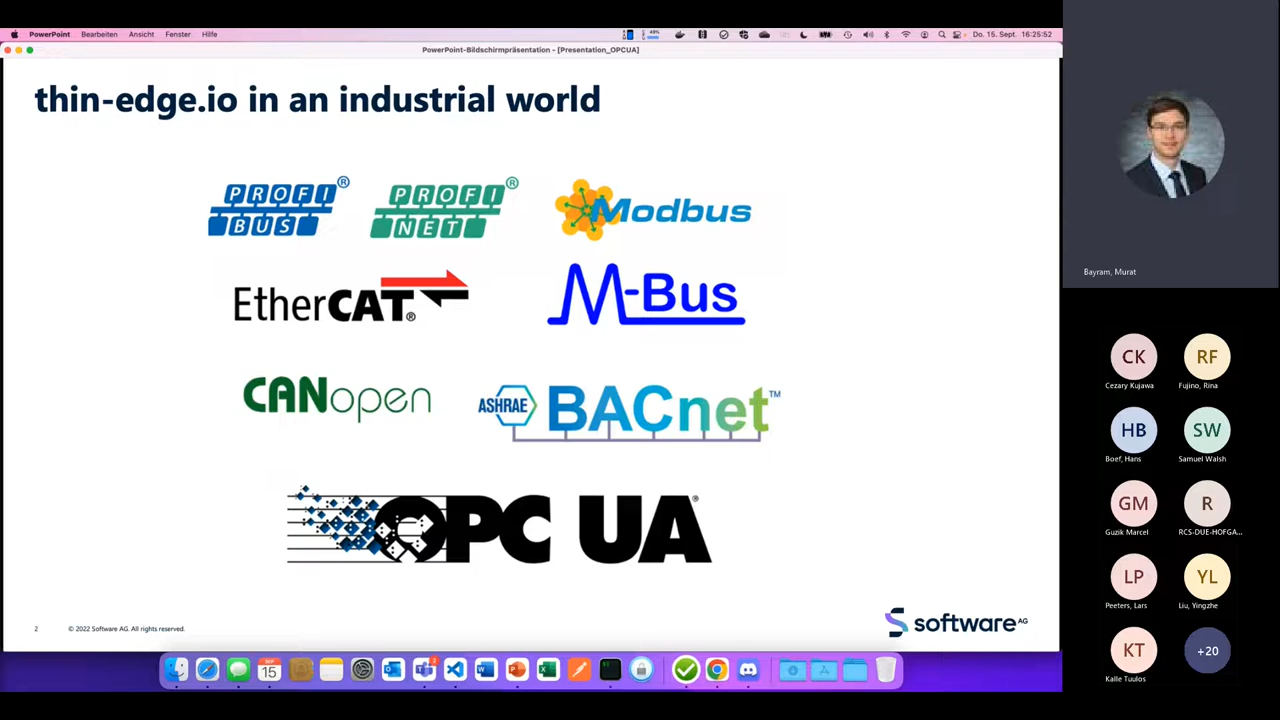 PowerPoint Bearbeiten Ansicht Fenster Hilfe
49%
Do. 15. Sept. 16:25:52
PowerPoint-Bildschirmpräsentation - [Presentation_OPCUA]
thin-edge.io in an industrial world
PROFI
BUS
®
PROFI
NET
®
Modbus
EtherCAT®
M-Bus
CANopen
ASHRAE BACnet™
OPC UA®
2 © 2022 Software AG. All rights reserved.
software AG
SEP
15
Bayram, Murat
CK RF
Cezary Kujawa Fujino, Rina
HB SW
Boef, Hans Samuel Walsh
GM R
Guzik Marcel RCS-DUE-HOFGA...
LP YL
Peeters, Lars Liu, Yingzhe
KT +20
Kalle Tuulos